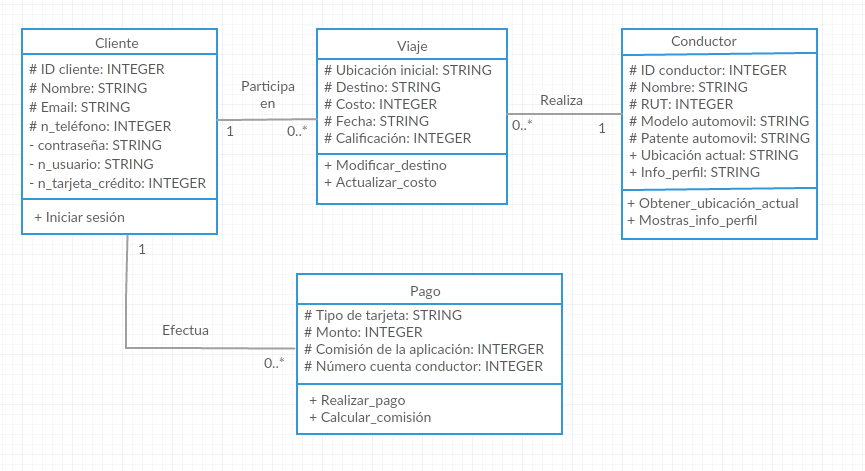 Cliente
# ID cliente: INTEGER
# Nombre: STRING
# Email: STRING
# n_teléfono: INTEGER
- contraseña: STRING
- n_usuario: STRING
- n_tarjeta_crédito: INTEGER
+ Iniciar sesión
Participa
en
1
0..*
Viaje
# Ubicación inicial: STRING
# Destino: STRING
# Costo: INTEGER
# Fecha: STRING
# Calificación: INTEGER
+ Modificar_destino
+ Actualizar_costo
Realiza
0..*
1
Conductor
# ID conductor: INTEGER
# Nombre: STRING
# RUT: INTEGER
# Modelo automovil: STRING
# Patente automovil: STRING
+ Ubicación actual: STRING
+ Info_perfil: STRING
+ Obtener_ubicación_actual
+ Mostras_info_perfil
1
Efectua
0..*
Pago
# Tipo de tarjeta: STRING
# Monto: INTEGER
# Comisión de la aplicación: INTERGER
# Número cuenta conductor: INTEGER
+ Realizar_pago
+ Calcular_comisión